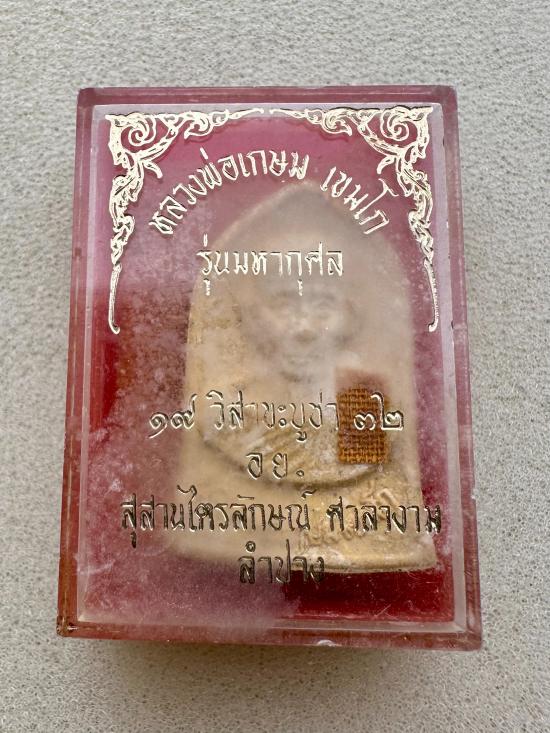 หลวงพ่อเกษม เขมโก
รุ่นมหากุศล
๑๙ วิสาขะบูชา ๓๒
อ ย.
สุสานไตรลักษณ์ ศาลางาม
ลำปาง